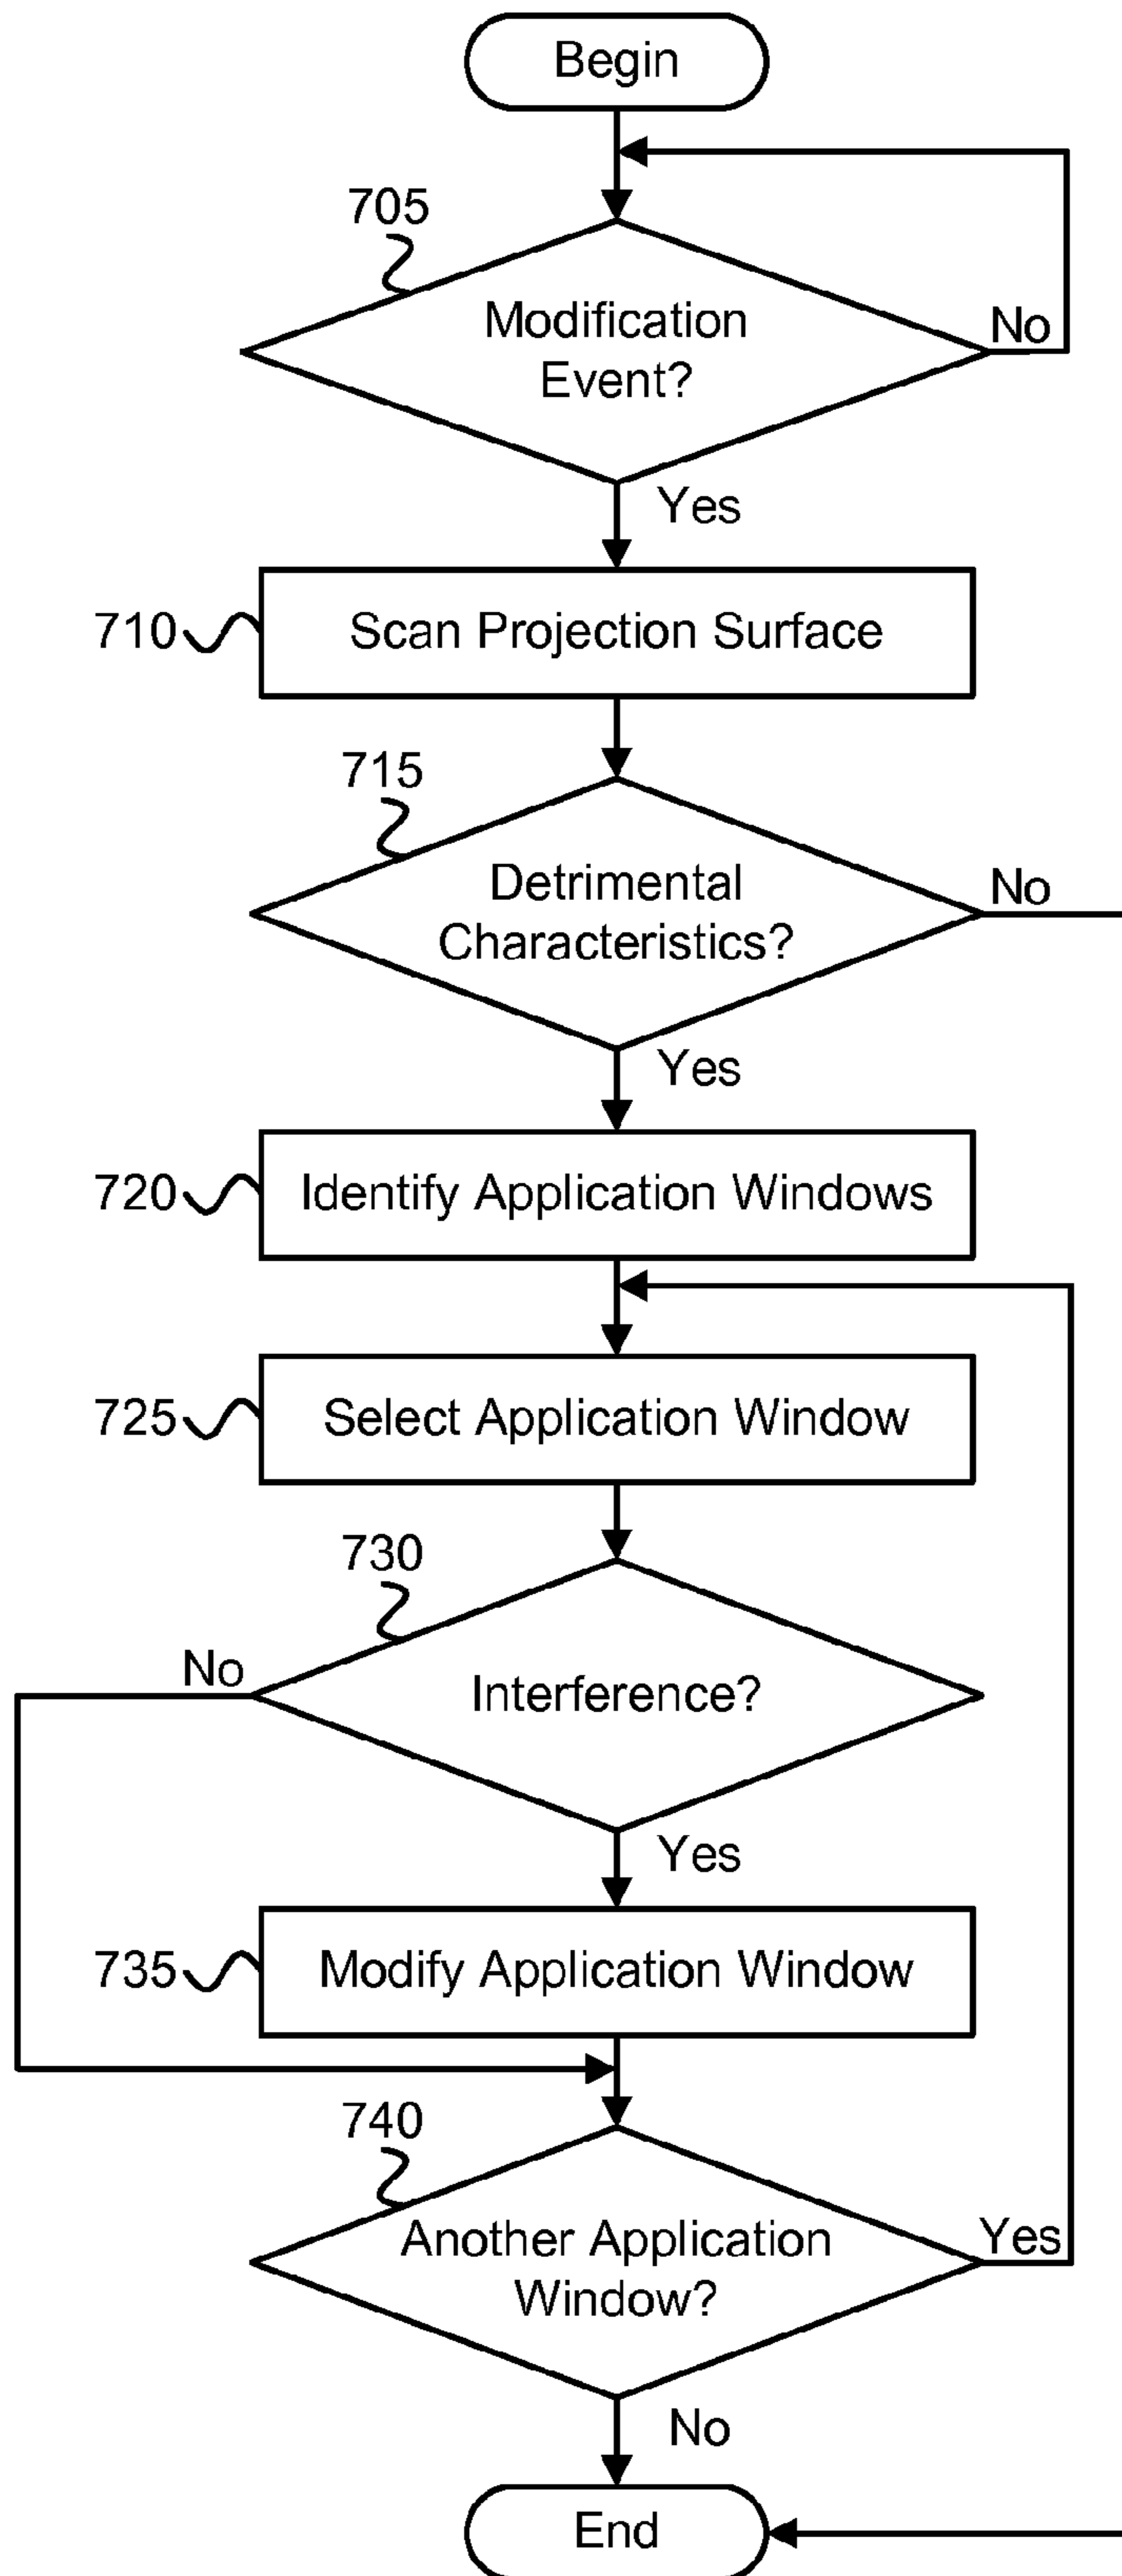 Begin
705
Modification
Event?
No
Yes
710
Scan Projection Surface
715
Detrimental
Characteristics?
No
Yes
720
Identify Application Windows
725
Select Application Window
730
No
Interference?
Yes
735
Modify Application Window
740
Another Application
Window?
Yes
No
End